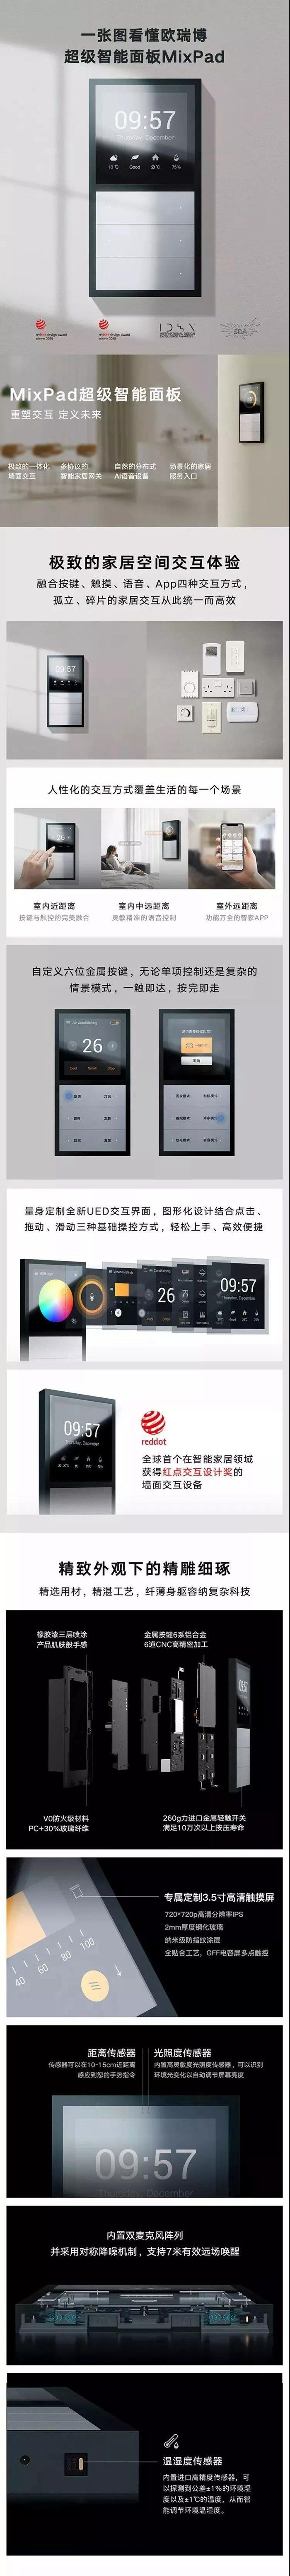 一张图看懂欧瑞博
超级智能面板MixPad
09:57
Thursday, December
Good
reddot design award
winner 2018
reddot design award
winner 2018
IDEA
INTERNATIONAL DESIGN
EXCELLENCE AWARDS
SDA
MixPad超级智能面板
重塑交互 定义未来
极致的一体化
墙面交互
多协议的
智能家居网关
自然的分布式
AI语音设备
场景化的家居
服务入口
极致的家居空间交互体验
融合按键、触摸、语音、App四种交互方式，
孤立、碎片的家居交互从此统一而高效
09:57
人性化的交互方式覆盖生活的每一个场景
26
室内近距离
按键与触控的完美融合
室内中远距离
灵敏精准的语音控制
室外远距离
功能万金的智家APP
自定义六位金属按键，无论单项控制还是复杂的
情景模式，一触即达，按完即走
Air Conditioning
26
量身定制全新UED交互界面，图形化设计结合点击、
拖动、滑动三种基础操控方式，轻松上手、高效便捷
26
09:57
Thursday, December
09:57
reddot
全球首个在智能家居领域
获得红点交互设计奖的
墙面交互设备
精致外观下的精雕细琢
精选用材，精湛工艺，纤薄身躯容纳复杂科技
橡胶漆三层喷涂
产品肌肤般手感
金属按键6系铝合金
6道CNC高精密加工
V0防火级材料
PC+30%玻璃纤维
260g力进口金属轻触开关
满足10万次以上按压寿命
专属定制3.5寸高清触摸屏
720*720p高清分辨率IPS
2mm厚度钢化玻璃
纳米级防指纹涂层
全贴合工艺，GFF电容屏多点触控
40
60
80
100
距离传感器
传感器可以在10-15cm近距离
感应到您的手势指令
光照度传感器
内置高灵敏度光照度传感器，可以识别
环境光变化以自动调节屏幕亮度
09:57
Thursday, December
内置双麦克风阵列
并采用对称降噪机制，支持7米有效远场唤醒
温湿度传感器
内置进口高精度传感器，可
以探测到公差±1%的环境湿
度以及±1℃的温度，从而智
能调节环境温湿度。